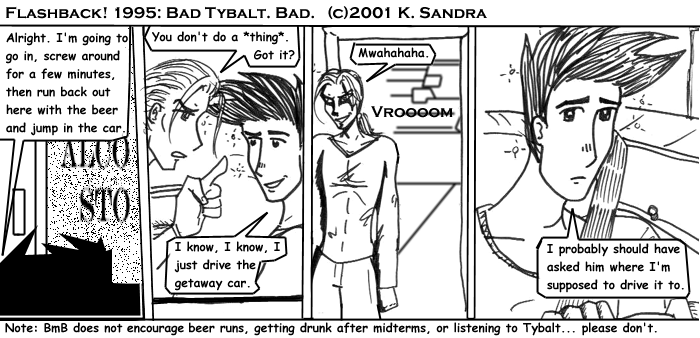 Flashback! 1995: Bad Tybalt. Bad. (c)2001 K. Sandra
Alright. I'm going to
go in, screw around
for a few minutes,
then run back out
here with the beer
and jump in the car.
ALCO
STO
You don't do a *thing*.
Got it?
I know, I know, I
just drive the
getaway car.
Mwahahaha.
Vroooom
I probably should have
asked him where I'm
supposed to drive it to.
Note: BmB does not encourage beer runs, getting drunk after midterms, or listening to Tybalt... please don't.